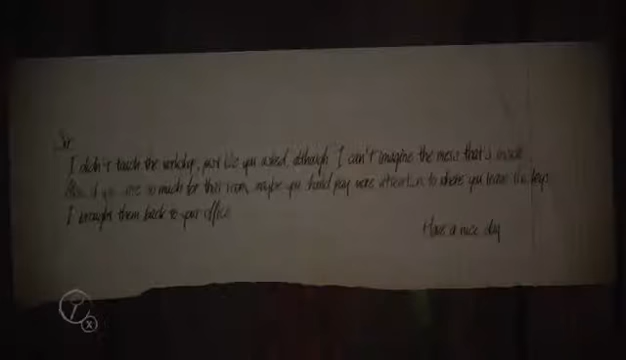 Sir
I didn't touch the workshop, just like you asked, although I can't imagine the mess that's inside.
Also, if you care so much for this room, maybe you should pay more attention to where you leave the keys.
I brought them back to your office
Have a nice day
X